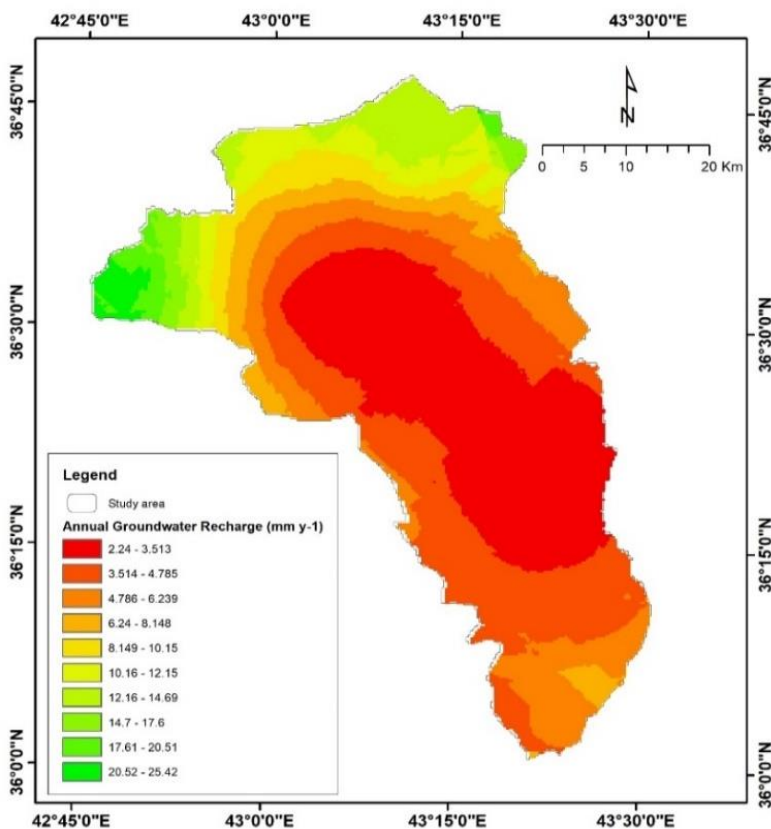 42°45'0"E 43°0'0"E 43°15'0"E 43°30'0"E
36°45'0"N
36°45'0"N
N
0 5 10 20 Km
36°30'0"N
36°30'0"N
Legend
Study area
Annual Groundwater Recharge (mm y-1)
2.24 - 3.513
3.514 - 4.785
4.786 - 6.239
6.24 - 8.148
8.149 - 10.15
10.16 - 12.15
12.16 - 14.69
14.7 - 17.6
17.61 - 20.51
20.52 - 25.42
36°15'0"N
36°15'0"N
36°0'0"N
36°0'0"N
42°45'0"E 43°0'0"E 43°15'0"E 43°30'0"E